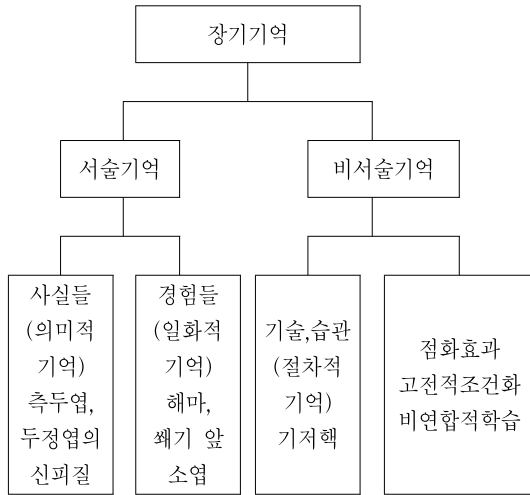 장기기억
서술기억
비서술기억
사실들
(의미적
기억)
측두엽,
두정엽의
신피질
경험들
(일화적
기억)
해마,
쐐기 앞
소엽
기술,습관
(절차적
기억)
기저핵
점화효과
고전적조건화
비연합적학습